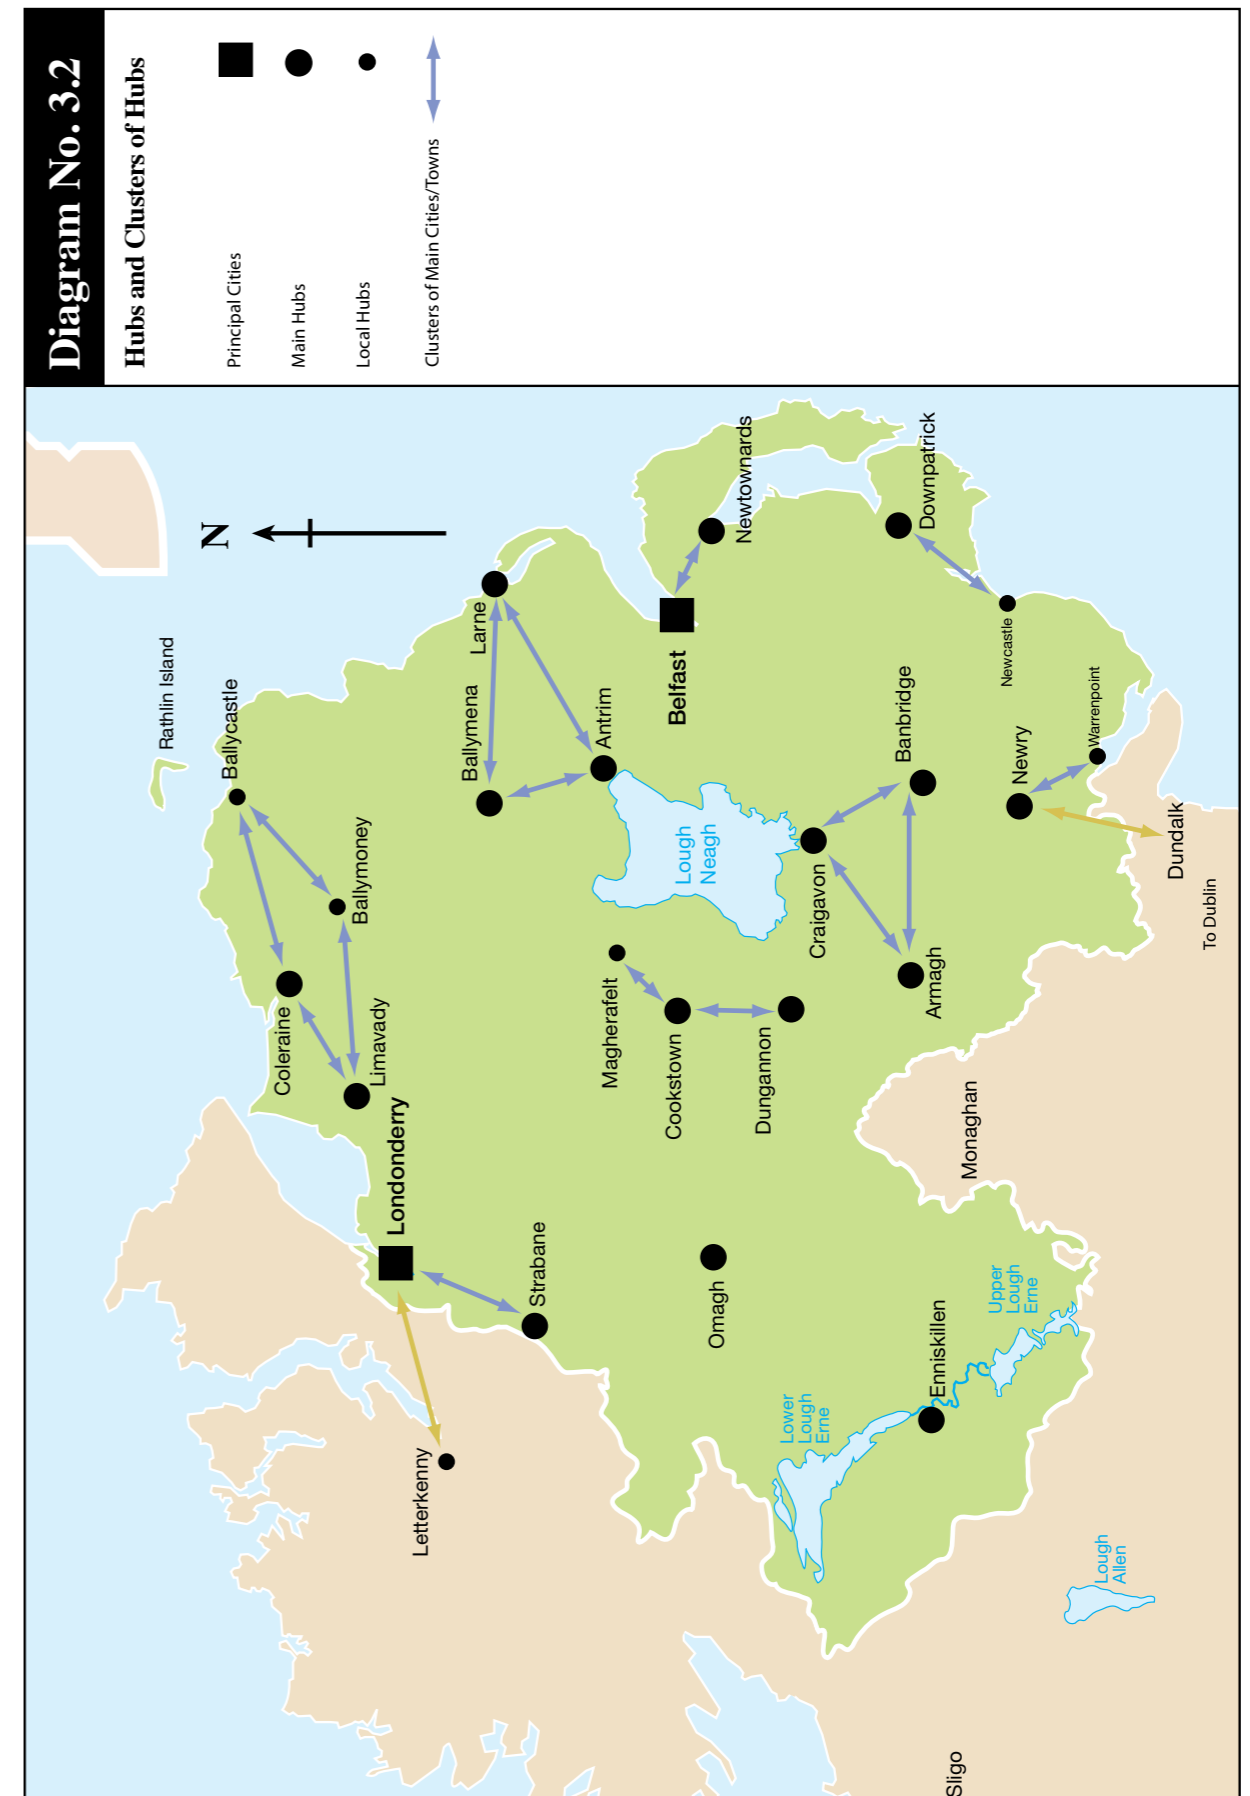 Diagram No. 3.2
Hubs and Clusters of Hubs
Principal Cities
Main Hubs
Local Hubs
Clusters of Main Cities/Towns
N
Rathlin Island
Ballycastle
Ballymoney
Coleraine
Limavady
Londonderry
Strabane
Letterkenny
Larne
Ballymena
Antrim
Belfast
Newtownards
Downpatrick
Newcastle
Lough
Neagh
Magherafelt
Cookstown
Dungannon
Craigavon
Banbridge
Armagh
Newry
Warrenpoint
Dundalk
To Dublin
Monaghan
Omagh
Enniskillen
Lower
Lough
Erne
Upper
Lough
Erne
Lough
Allen
Sligo